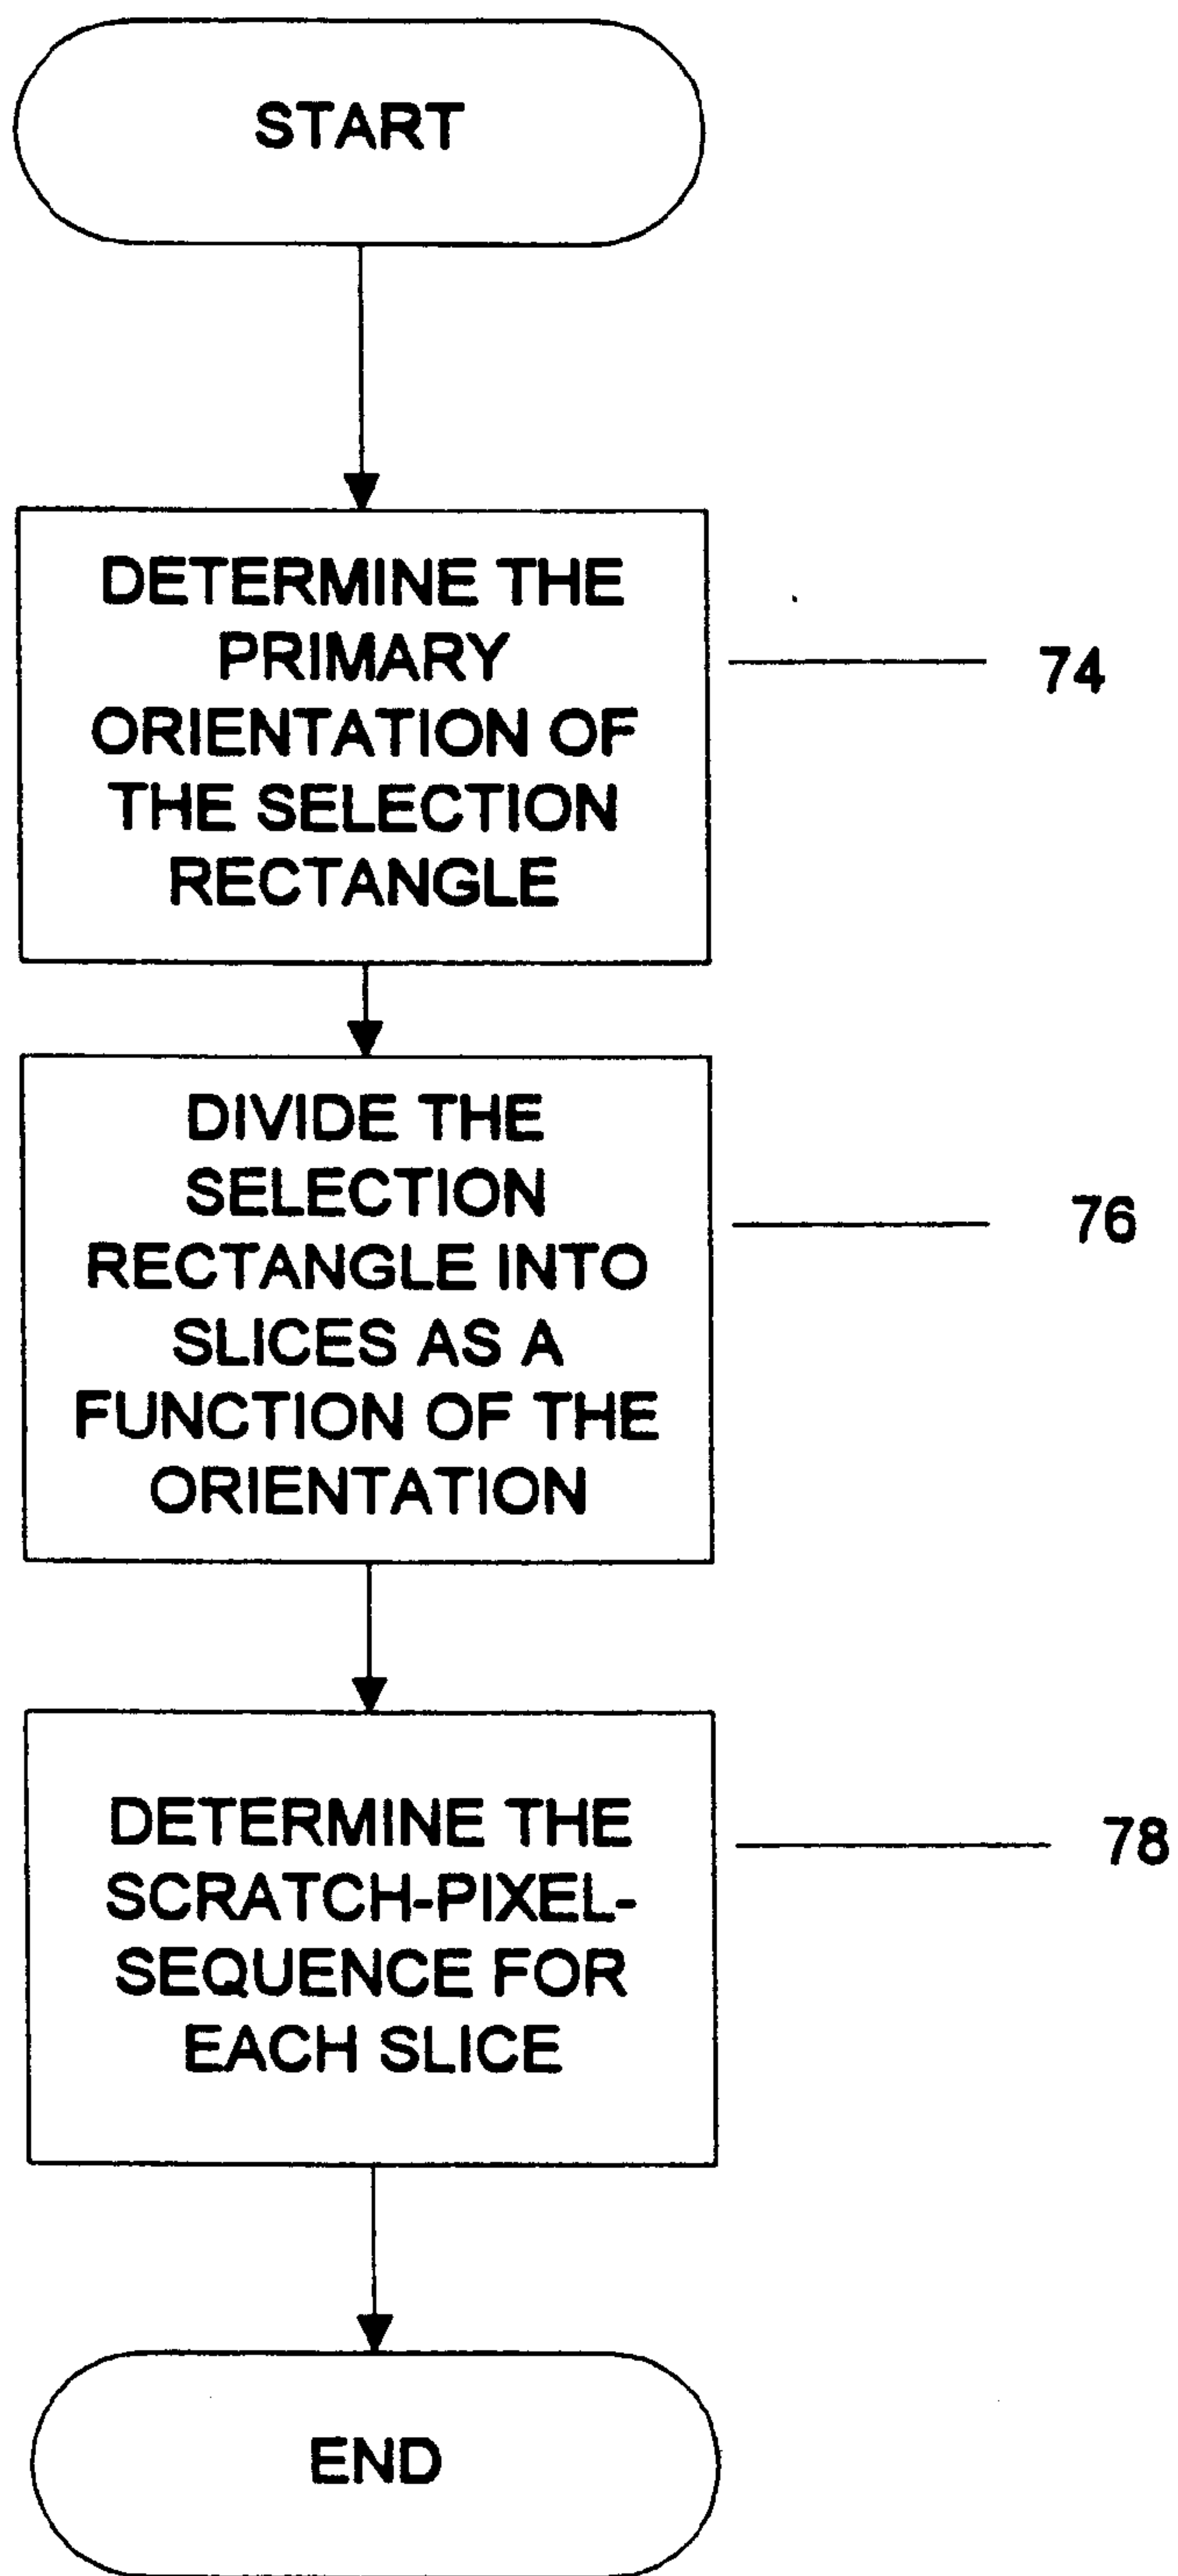 START
DETERMINE THE
PRIMARY
ORIENTATION OF
THE SELECTION
RECTANGLE
74
DIVIDE THE
SELECTION
RECTANGLE INTO
SLICES AS A
FUNCTION OF THE
ORIENTATION
76
DETERMINE THE
SCRATCH-PIXEL-
SEQUENCE FOR
EACH SLICE
78
END